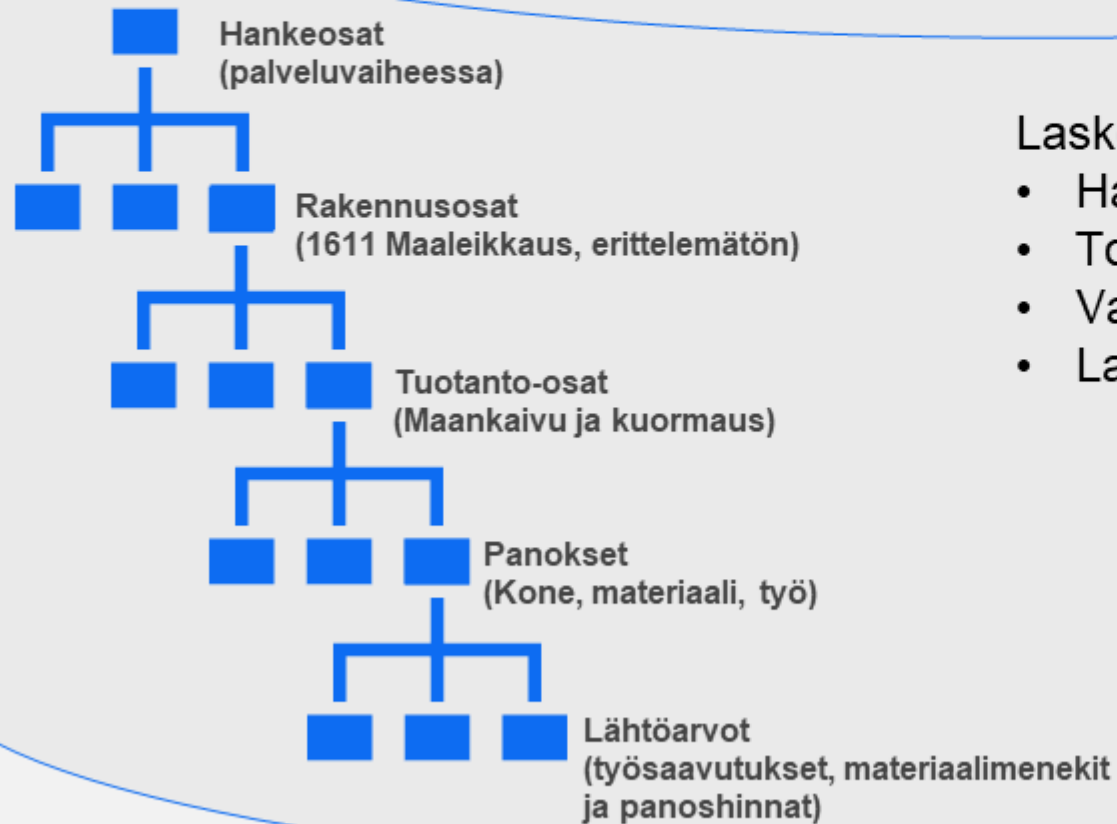 Hankeosat
(palveluvaiheessa)
Rakennusosat
(1611 Maaleikkaus, erittelemätön)
Tuotanto-osat
(Maankaivu ja kuormaus)
Panokset
(Kone, materiaali, työ)
Lähtöarvot
(työsaavutukset, materiaalimenekit
ja panoshinnat)